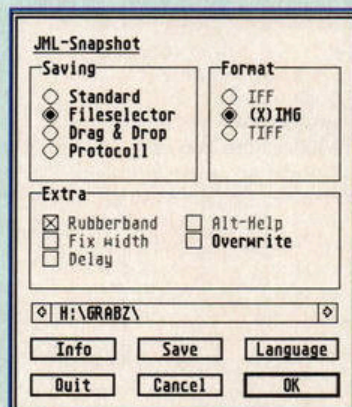 JML-Snapshot
Saving
Standard
Fileselector
Drag & Drop
Protocoll
Format
IFF
(X)IMG
TIFF
Extra
Rubberband
Fix width
Delay
Alt-Help
Overwrite
H:\GRABZ\
Info
Save
Language
Quit
Cancel
OK